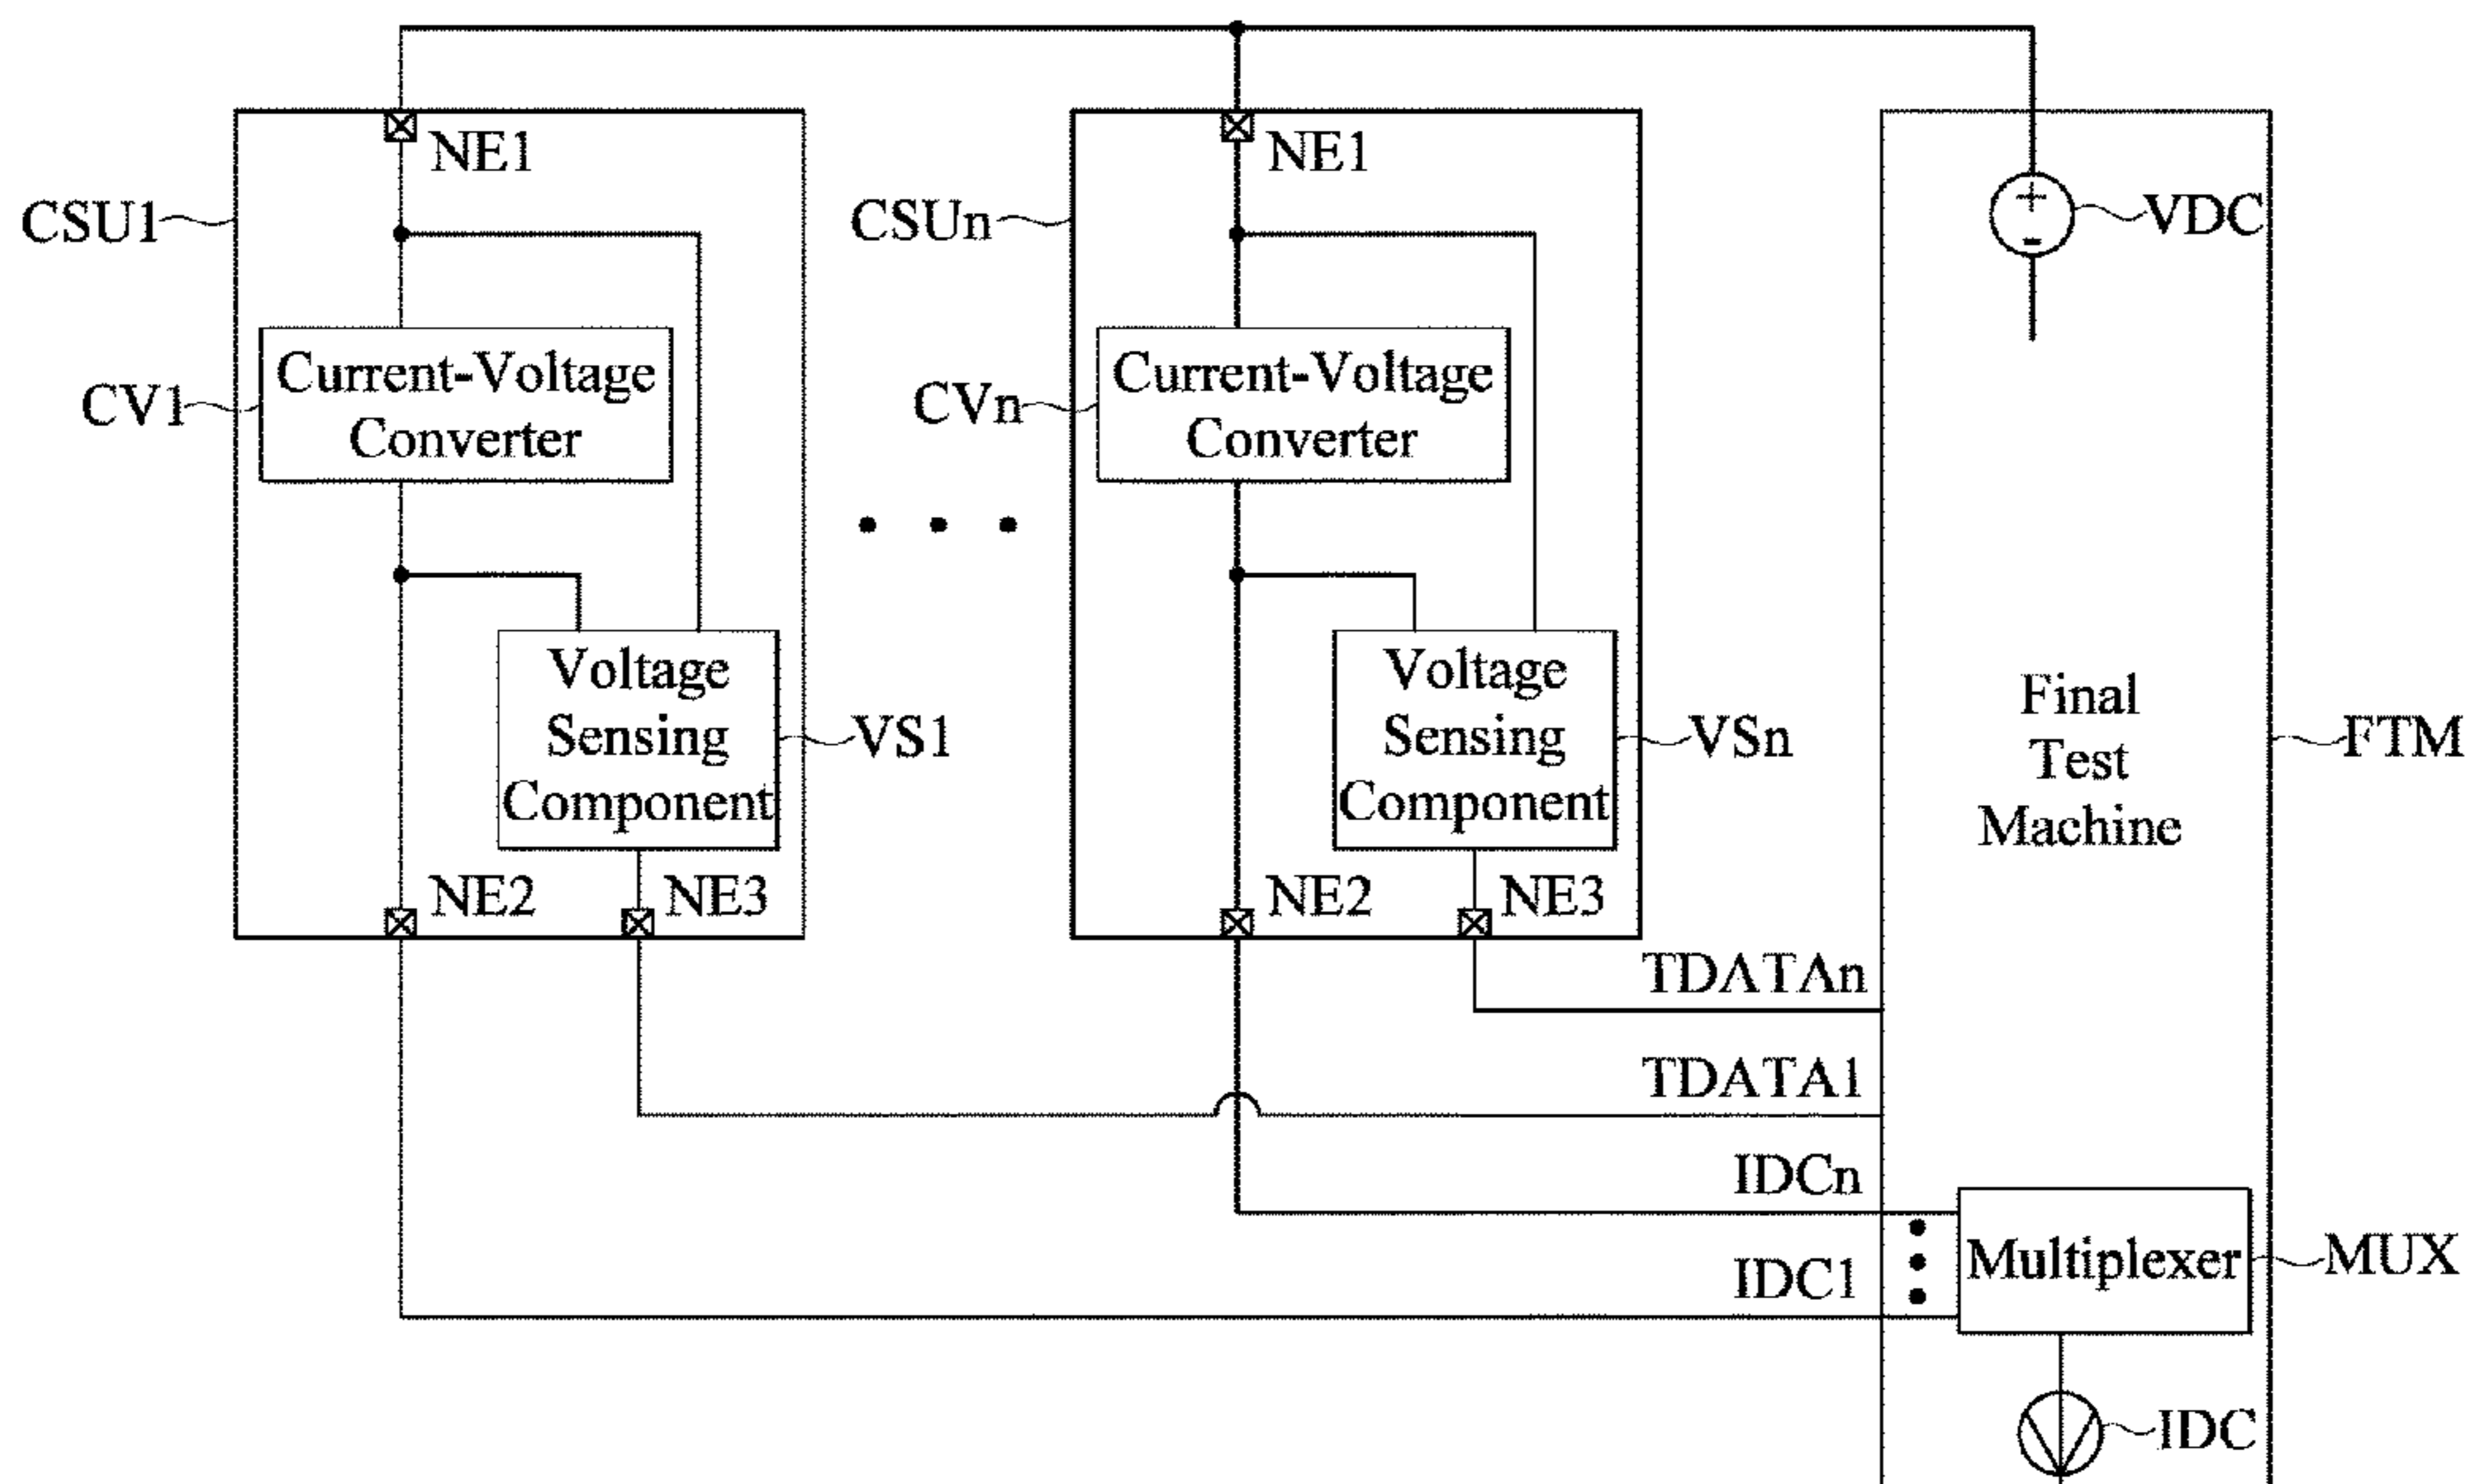 NE1
NE1
CSU1
CSUn
+
-
VDC
Current-Voltage
Converter
CV1
Current-Voltage
Converter
CVn
Voltage
Sensing
Component
VS1
Voltage
Sensing
Component
VSn
Final
Test
Machine
FTM
NE2
NE3
NE2
NE3
TDATAn
TDATA1
IDCn
IDC1
Multiplexer
MUX
IDC